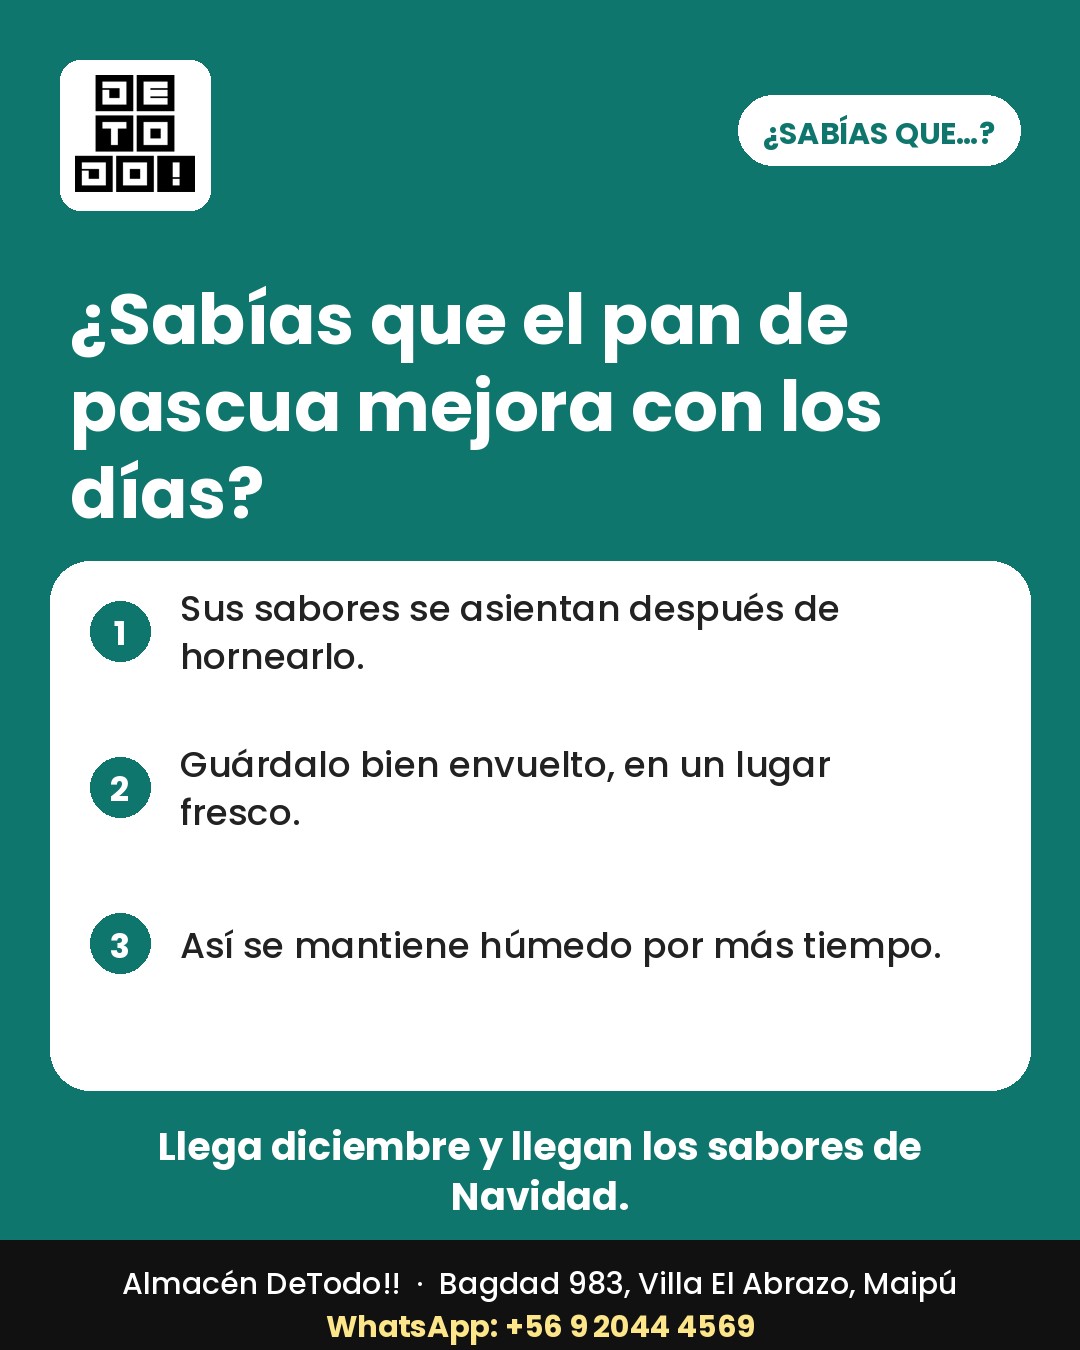 DE
TO
DO!
¿SABÍAS QUE...?
¿Sabías que el pan de
pascua mejora con los
días?
1 Sus sabores se asientan después de
hornearlo.
2 Guárdalo bien envuelto, en un lugar
fresco.
3 Así se mantiene húmedo por más tiempo.
Llega diciembre y llegan los sabores de
Navidad.
Almacén DeTodo!! · Bagdad 983, Villa El Abrazo, Maipú
WhatsApp: +56 9 2044 4569